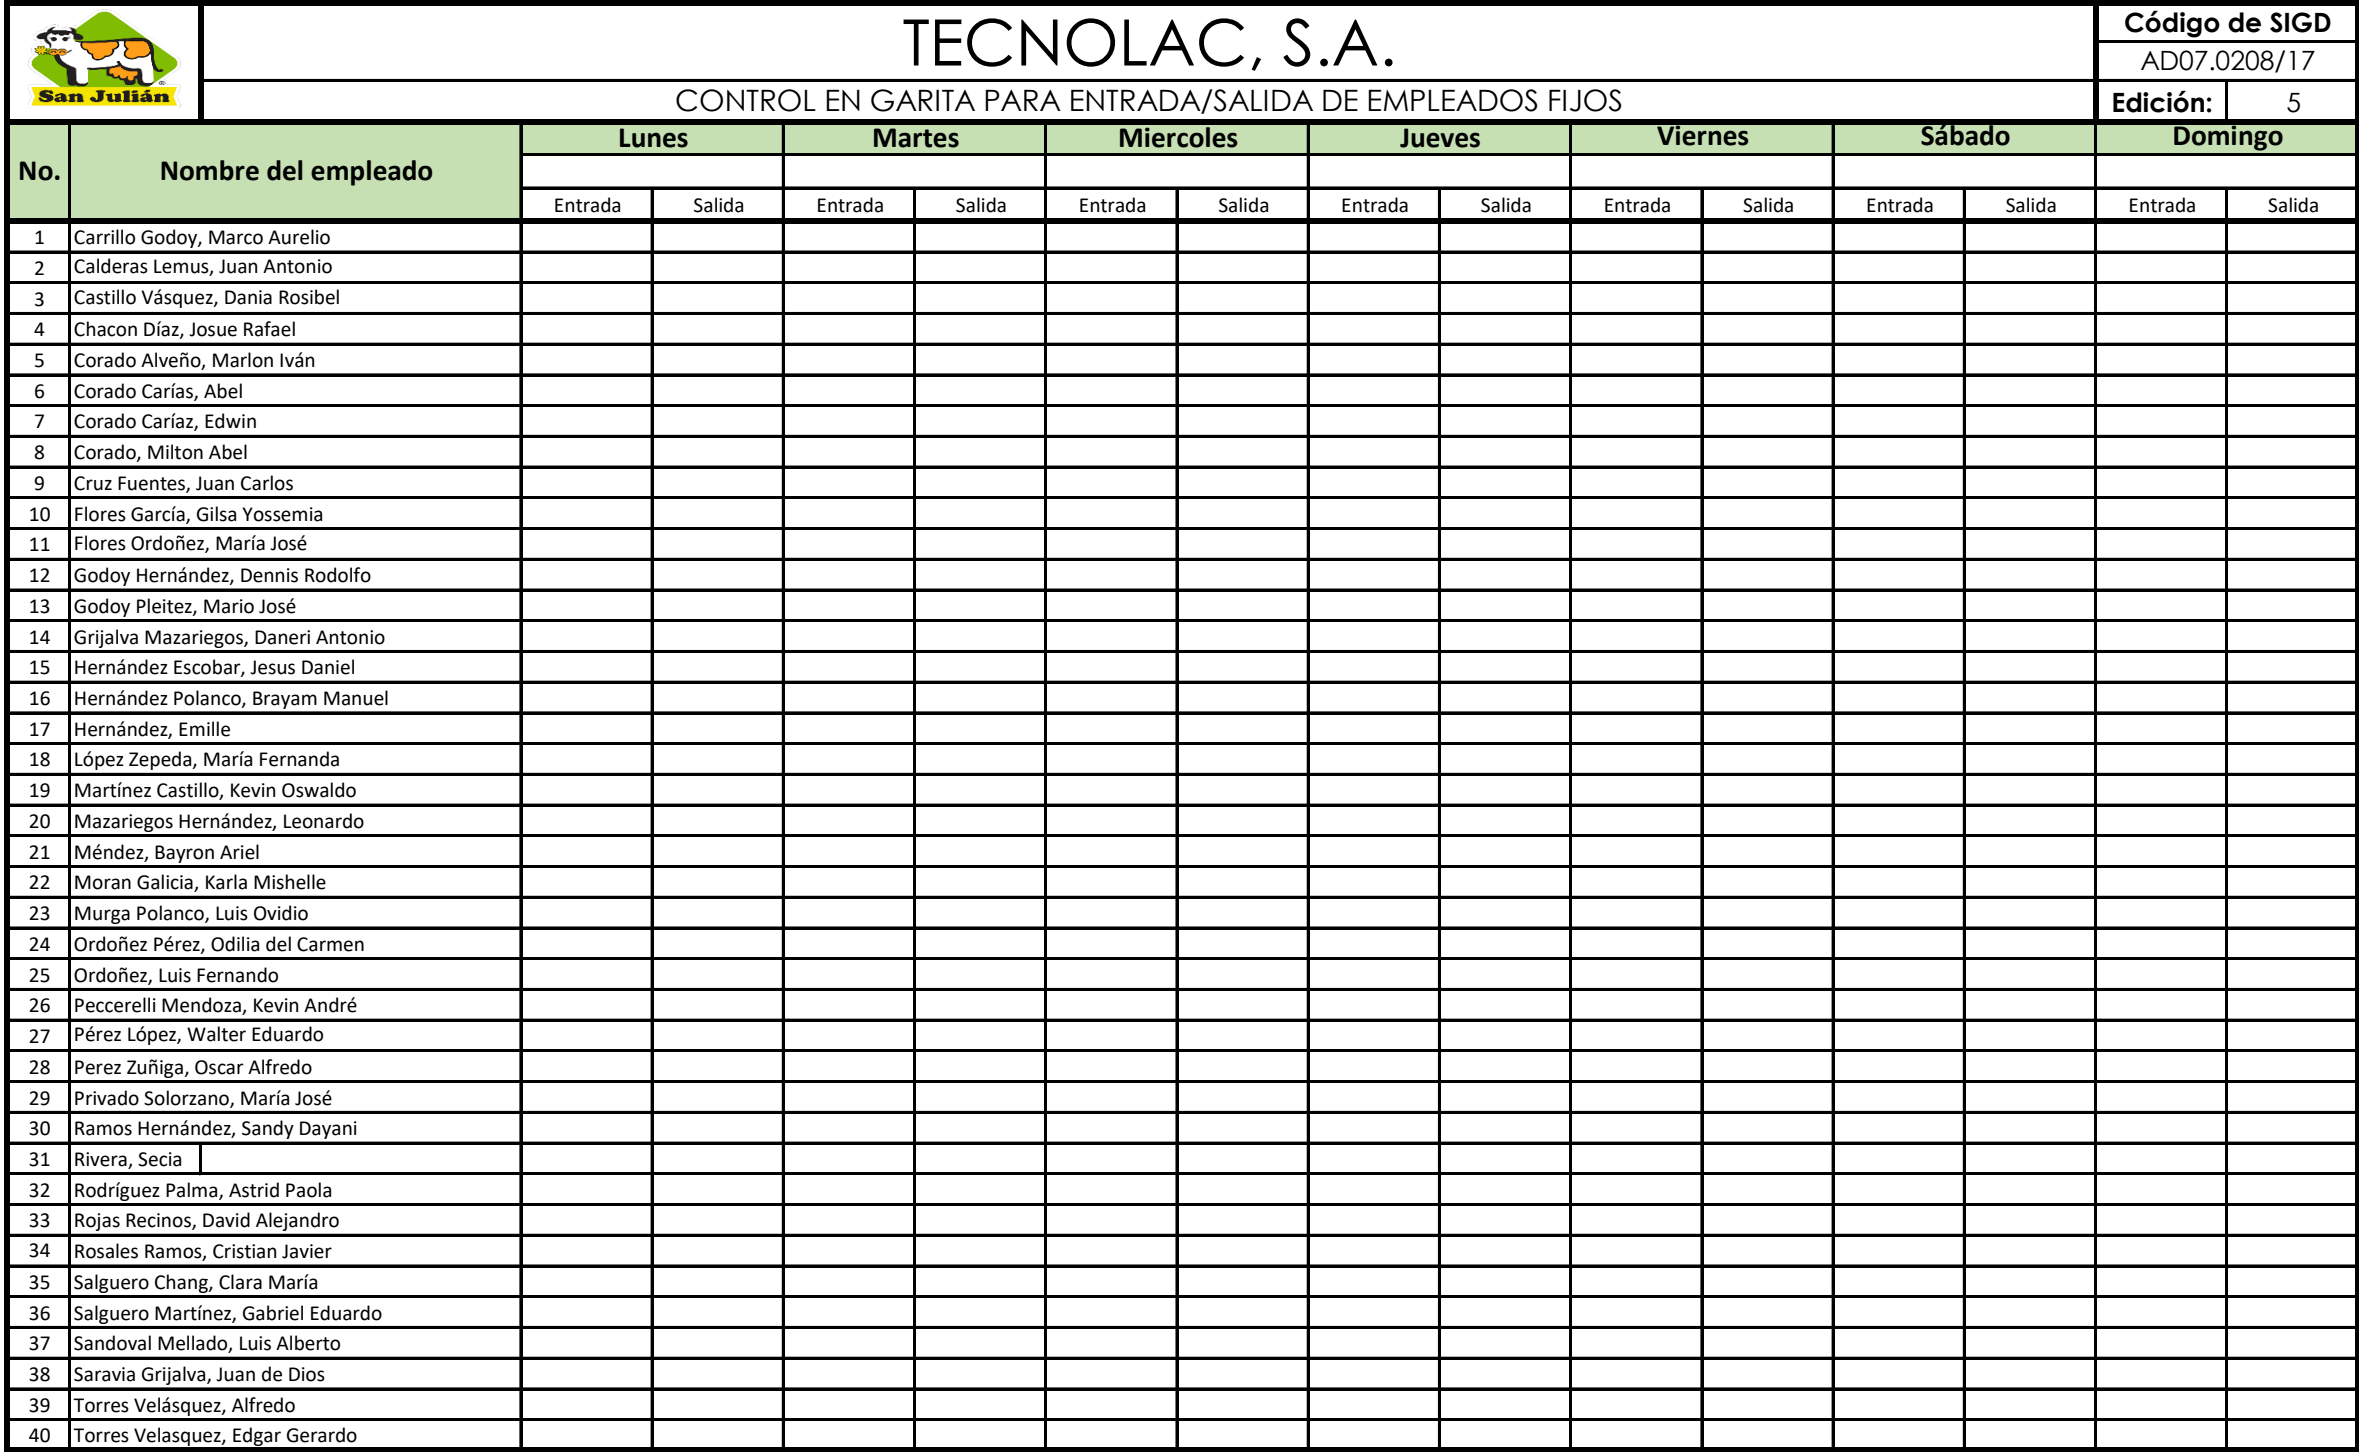 San Julián
TECNOLAC, S.A.
Código de SIGD
AD07.0208/17
CONTROL EN GARITA PARA ENTRADA/SALIDA DE EMPLEADOS FIJOS
Edición: 5
No. Nombre del empleado Lunes Martes Miercoles Jueves Viernes Sábado Domingo
Entrada Salida Entrada Salida Entrada Salida Entrada Salida Entrada Salida Entrada Salida Entrada Salida
1 Carrillo Godoy, Marco Aurelio
2 Calderas Lemus, Juan Antonio
3 Castillo Vásquez, Dania Rosibel
4 Chacon Díaz, Josue Rafael
5 Corado Alveño, Marlon Iván
6 Corado Carías, Abel
7 Corado Caríaz, Edwin
8 Corado, Milton Abel
9 Cruz Fuentes, Juan Carlos
10 Flores García, Gilsa Yossemia
11 Flores Ordoñez, María José
12 Godoy Hernández, Dennis Rodolfo
13 Godoy Pleitez, Mario José
14 Grijalva Mazariegos, Daneri Antonio
15 Hernández Escobar, Jesus Daniel
16 Hernández Polanco, Brayam Manuel
17 Hernández, Emille
18 López Zepeda, María Fernanda
19 Martínez Castillo, Kevin Oswaldo
20 Mazariegos Hernández, Leonardo
21 Méndez, Bayron Ariel
22 Moran Galicia, Karla Mishelle
23 Murga Polanco, Luis Ovidio
24 Ordoñez Pérez, Odilia del Carmen
25 Ordoñez, Luis Fernando
26 Peccerelli Mendoza, Kevin André
27 Pérez López, Walter Eduardo
28 Perez Zuñiga, Oscar Alfredo
29 Privado Solorzano, María José
30 Ramos Hernández, Sandy Dayani
31 Rivera, Secia
32 Rodríguez Palma, Astrid Paola
33 Rojas Recinos, David Alejandro
34 Rosales Ramos, Cristian Javier
35 Salguero Chang, Clara María
36 Salguero Martínez, Gabriel Eduardo
37 Sandoval Mellado, Luis Alberto
38 Saravia Grijalva, Juan de Dios
39 Torres Velásquez, Alfredo
40 Torres Velasquez, Edgar Gerardo